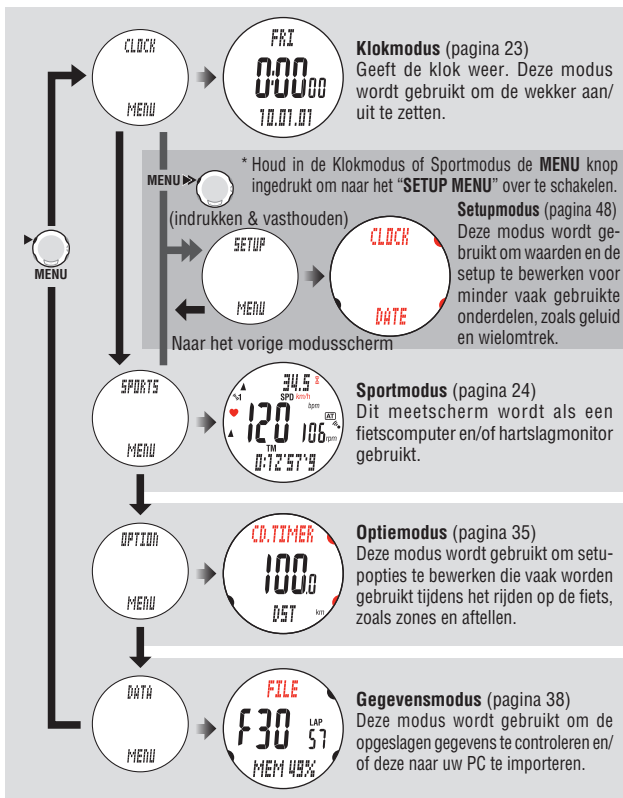 CLOCK
MENU
FRI
0:00 00
10.01.01
Klokmodus (pagina 23)
Geeft de klok weer. Deze modus
wordt gebruikt om de wekker aan/
uit te zetten.
* Houd in de Klokmodus of Sportmodus de MENU knop
ingedrukt om naar het “SETUP MENU” over te schakelen.
MENU
(indrukken & vasthouden)
SETUP
MENU
CLOCK
DATE
Setupmodus (pagina 48)
Deze modus wordt ge-
bruikt om waarden en de
setup te bewerken voor
minder vaak gebruikte
onderdelen, zoals geluid
en wielomtrek.
Naar het vorige modusscherm
MENU
SPORTS
MENU
34.5
SPD km/h
bpm
AT
120 106 rpm
TM
0:12'57"9
Sportmodus (pagina 24)
Dit meetscherm wordt als een
fietscomputer en/of hartslagmonitor
gebruikt.
OPTION
MENU
CD.TIMER
100.0
DST km
Optiemodus (pagina 35)
Deze modus wordt gebruikt om setu-
popties te bewerken die vaak worden
gebruikt tijdens het rijden op de fiets,
zoals zones en aftellen.
DATA
MENU
FILE
F30 LAP 57
MEM 49%
Gegevensmodus (pagina 38)
Deze modus wordt gebruikt om de
opgeslagen gegevens te controleren en/
of deze naar uw PC te importeren.